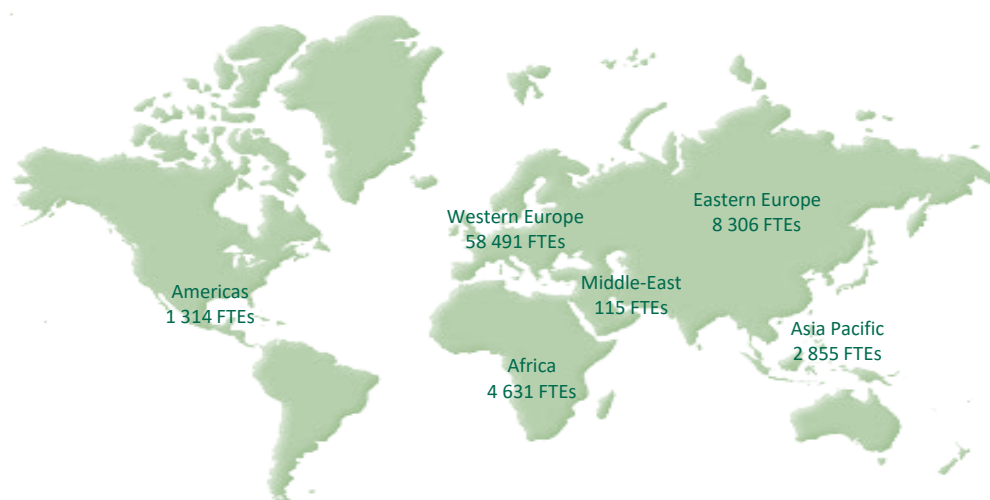 Eastern Europe
8 306 FTEs
Western Europe
58 491 FTEs
Middle-East
115 FTEs
Americas
1 314 FTEs
Asia Pacific
2 855 FTEs
Africa
4 631 FTEs